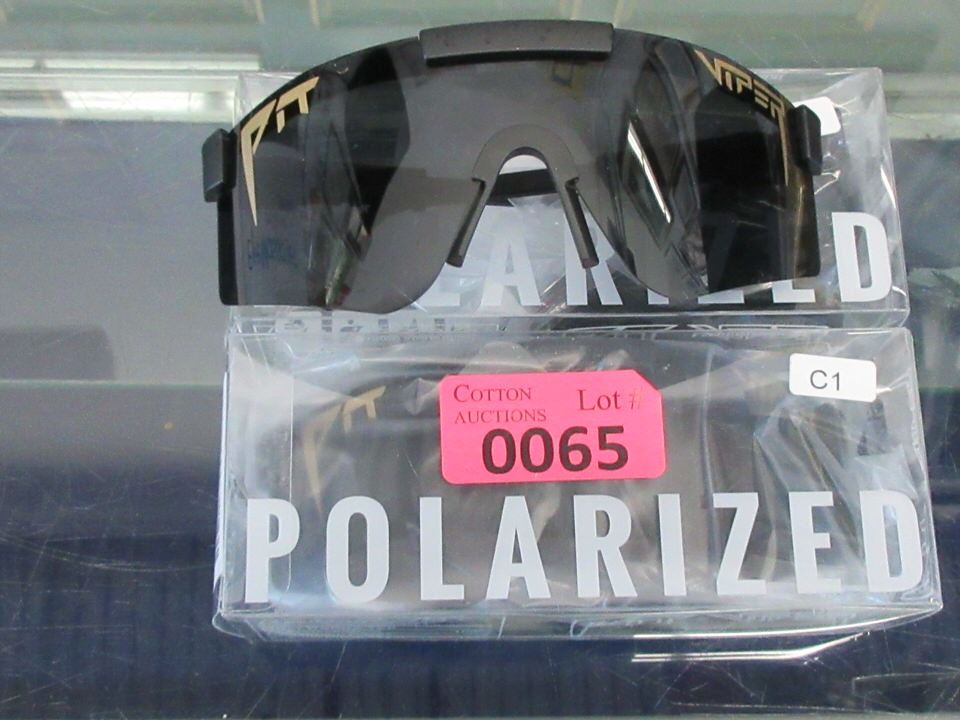 PIT VIPER
POLARIZED
C1
COTTON AUCTIONS Lot #
0065
POLARIZED